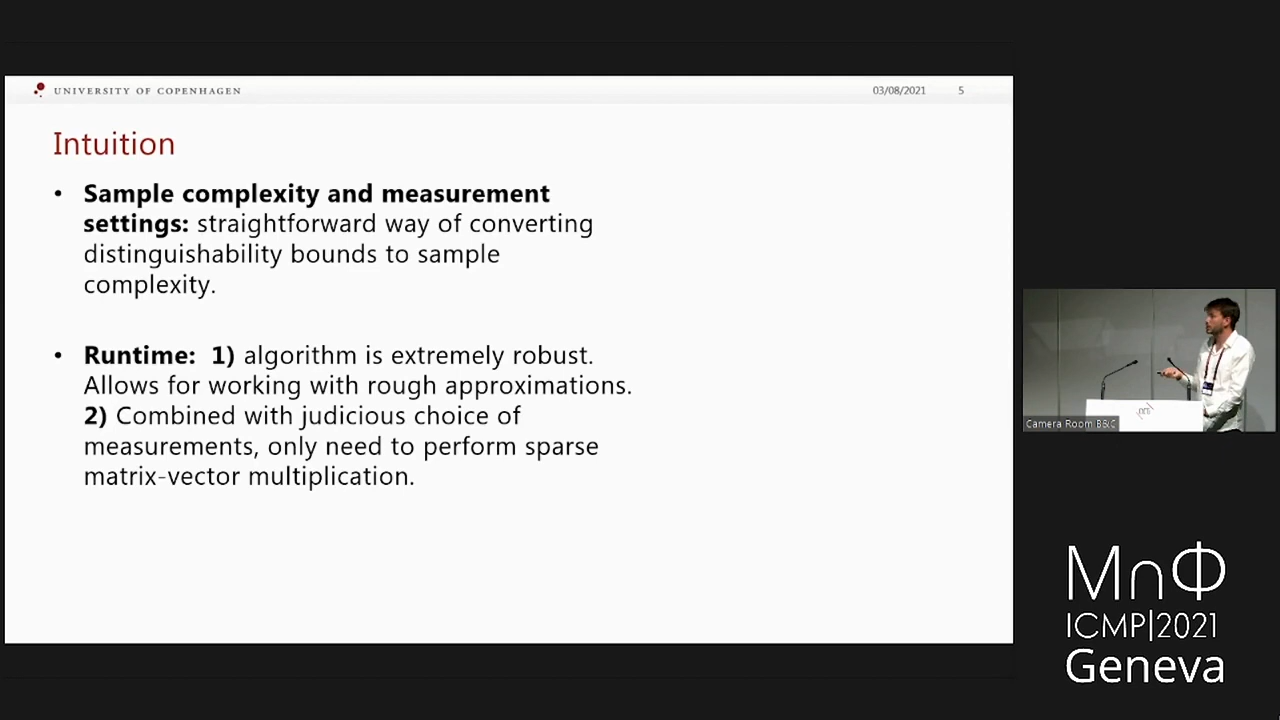 UNIVERSITY OF COPENHAGEN
03/08/2021 5
Intuition
• Sample complexity and measurement
settings: straightforward way of converting
distinguishability bounds to sample
complexity.
• Runtime: 1) algorithm is extremely robust.
Allows for working with rough approximations.
2) Combined with judicious choice of
measurements, only need to perform sparse
matrix-vector multiplication.
Camera Room B&C
M∩Φ
ICMP|2021
Geneva